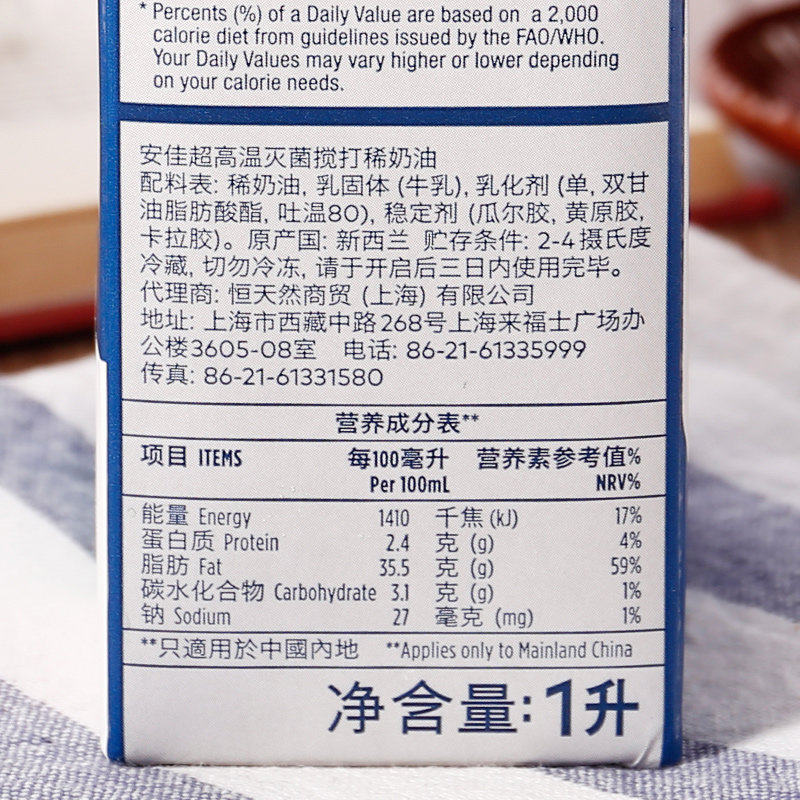 * Percents (%) of a Daily Value are based on a 2,000
calorie diet from guidelines issued by the FAO/WHO.
Your Daily Values may vary higher or lower depending
on your calorie needs.
安佳超高温灭菌搅打稀奶油
配料表: 稀奶油, 乳固体 (牛乳), 乳化剂 (单, 双甘
油脂肪酸酯, 吐温80), 稳定剂 (瓜尔胶, 黄原胶,
卡拉胶)。原产国: 新西兰 贮存条件: 2-4摄氏度
冷藏, 切勿冷冻, 请于开启后三日内使用完毕。
代理商: 恒天然商贸 (上海) 有限公司
地址: 上海市西藏中路268号上海来福士广场办
公楼3605-08室 电话: 86-21-61335999
传真: 86-21-61331580
营养成分表**
项目 ITEMS 每100毫升 营养素参考值%
Per 100mL NRV%
能量 Energy 1410 千焦 (kJ) 17%
蛋白质 Protein 2.4 克 (g) 4%
脂肪 Fat 35.5 克 (g) 59%
碳水化合物 Carbohydrate 3.1 克 (g) 1%
钠 Sodium 27 毫克 (mg) 1%
**只適用於中國內地 **Applies only to Mainland China
净含量:1升